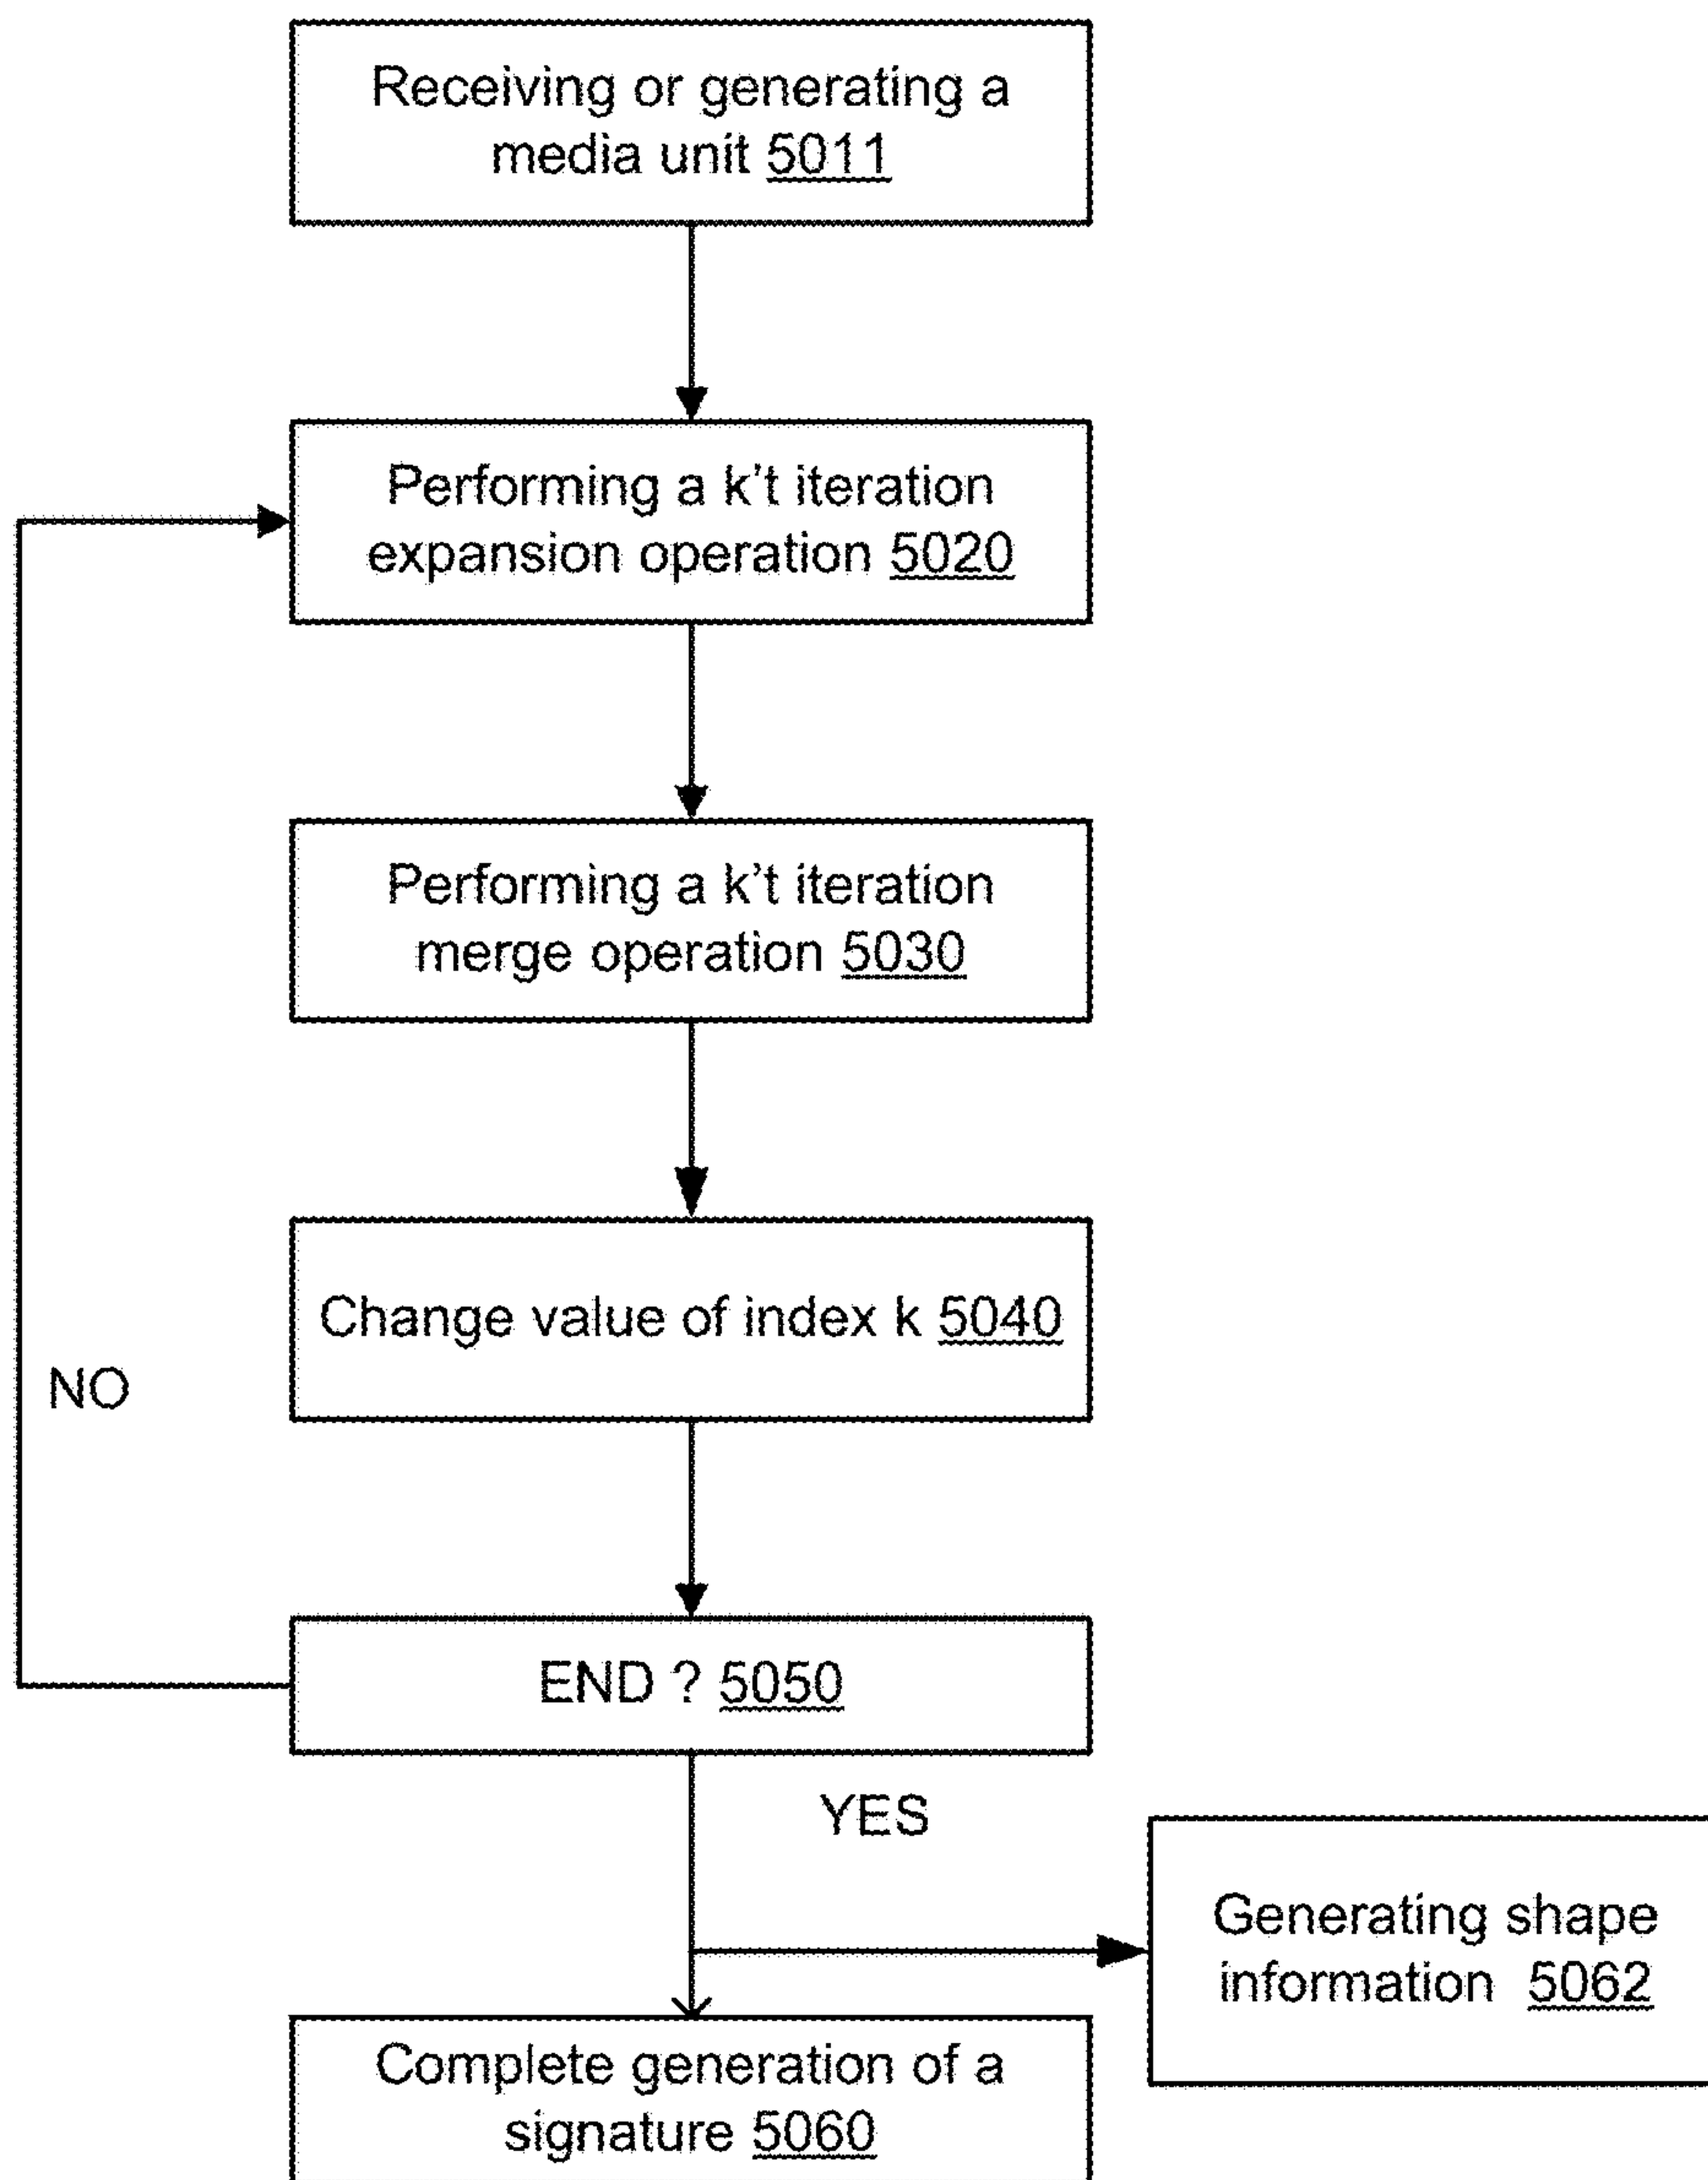 Receiving or generating a
media unit 5011
Performing a k't iteration
expansion operation 5020
Performing a k't iteration
merge operation 5030
Change value of index k 5040
NO
END ? 5050
YES
Generating shape
information 5062
Complete generation of a
signature 5060